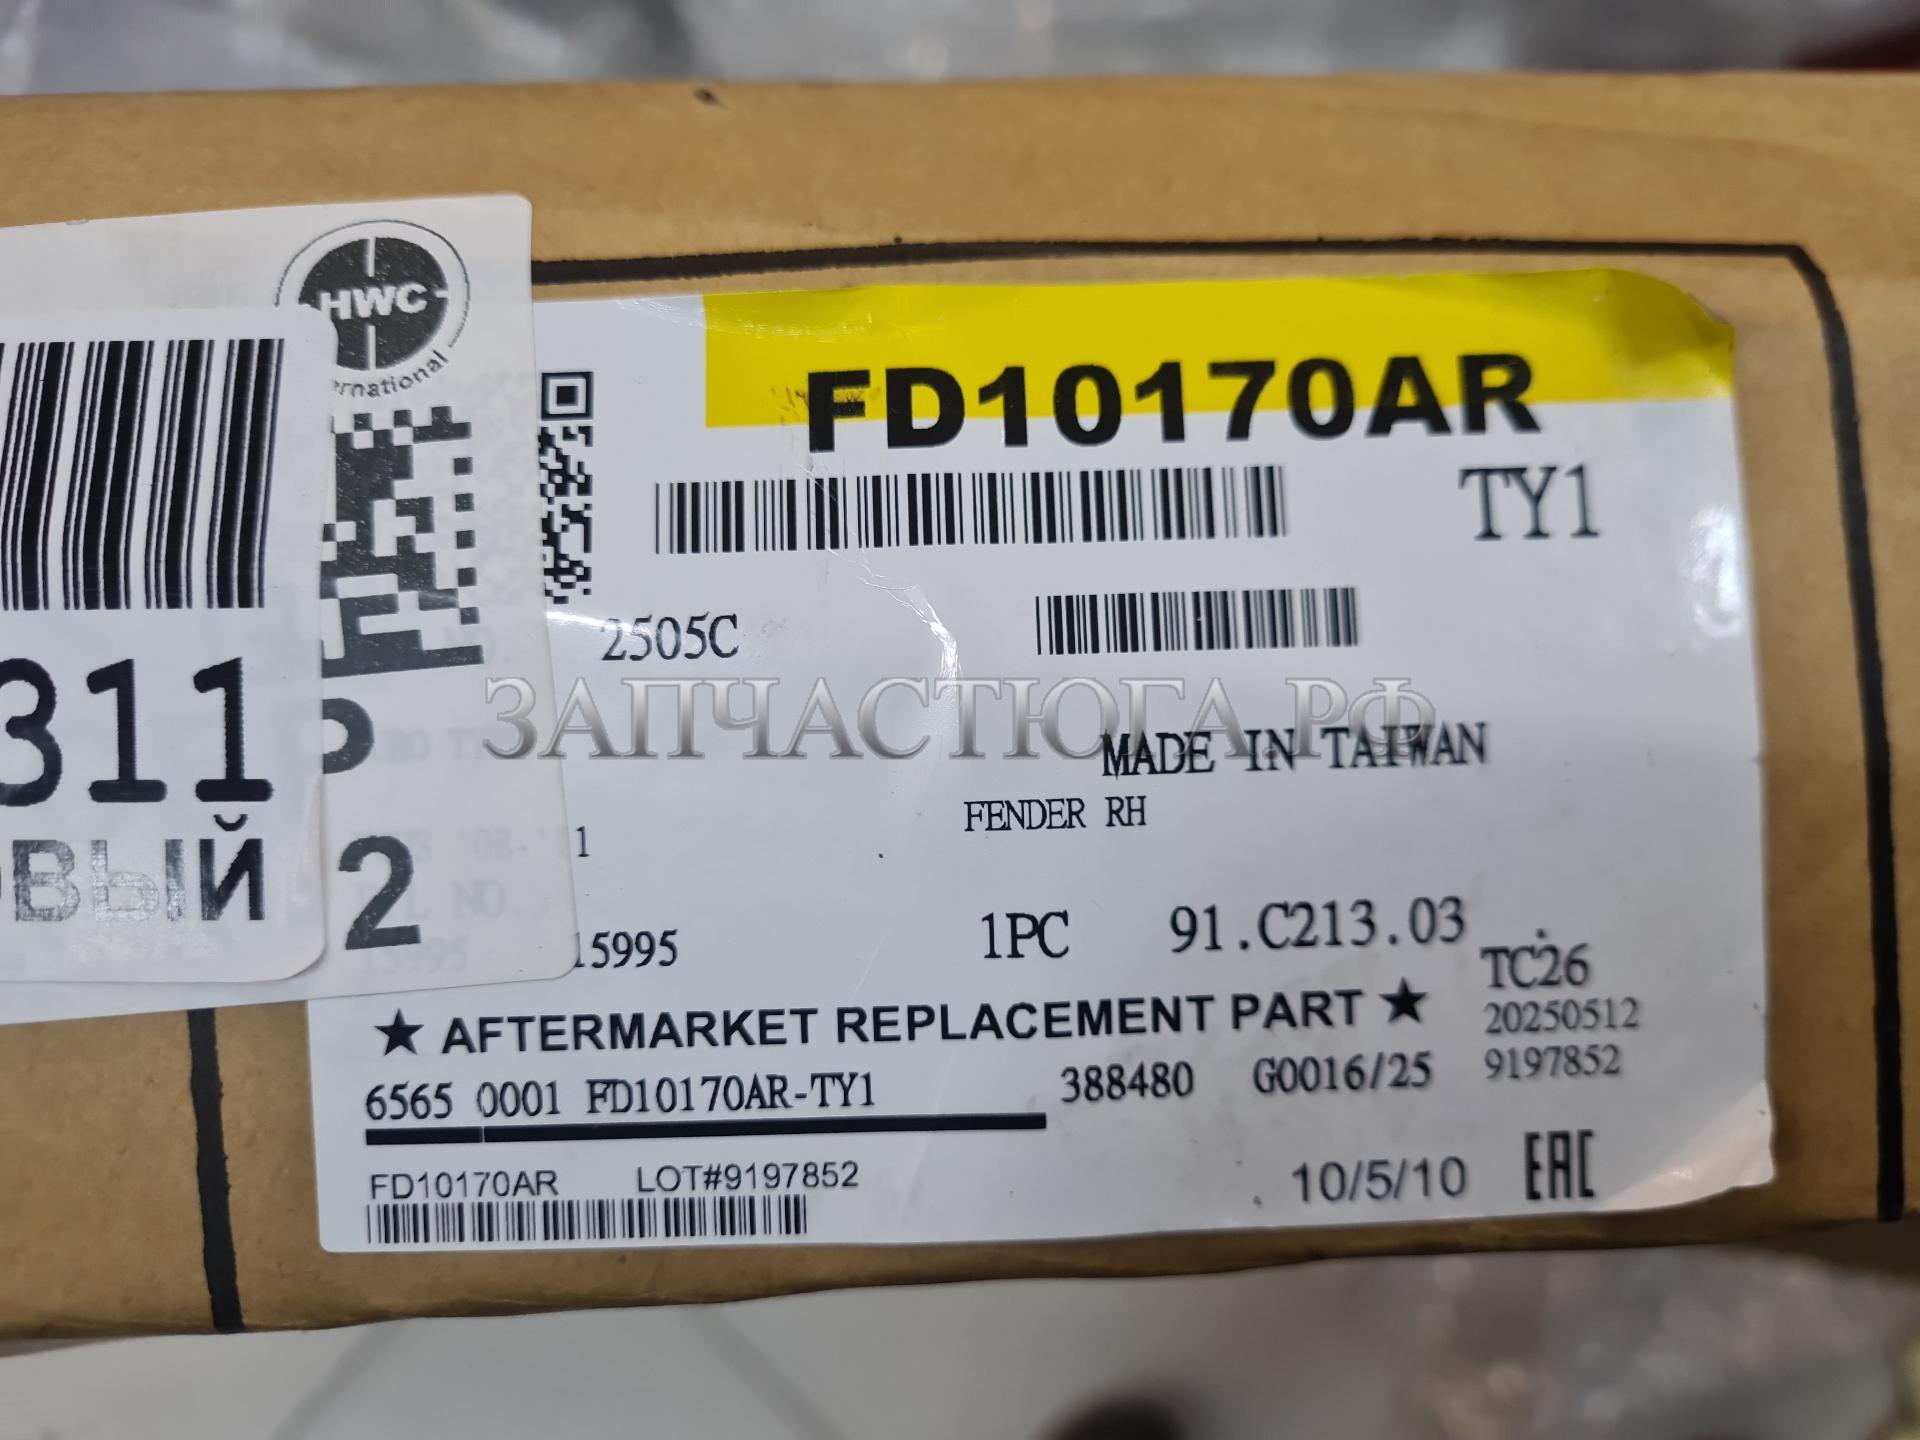 HWC
FD10170AR
TY1
2505C
ЗАПЧАСТЮГА.РФ
MADE IN TAIWAN
FENDER RH
311
2
1PC 91.C213.03
15995
TC26
★ AFTERMARKET REPLACEMENT PART ★
20250512
6565 0001 FD10170AR-TY1 388480 G0016/25
9197852
FD10170AR LOT#9197852
10/5/10 EAC